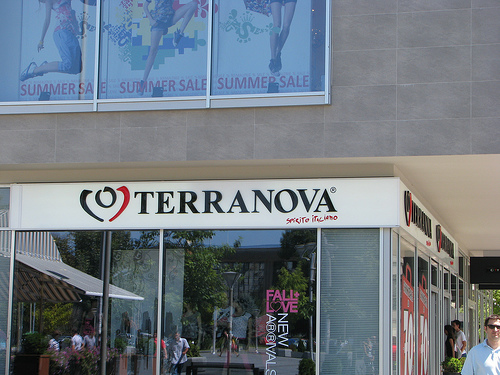 SUMMER SALE
SUMMER SALE
SUMMER SALE
TERRANOVA®
spirito italiano
FALL
LOVE
NEW
ARRIVALS